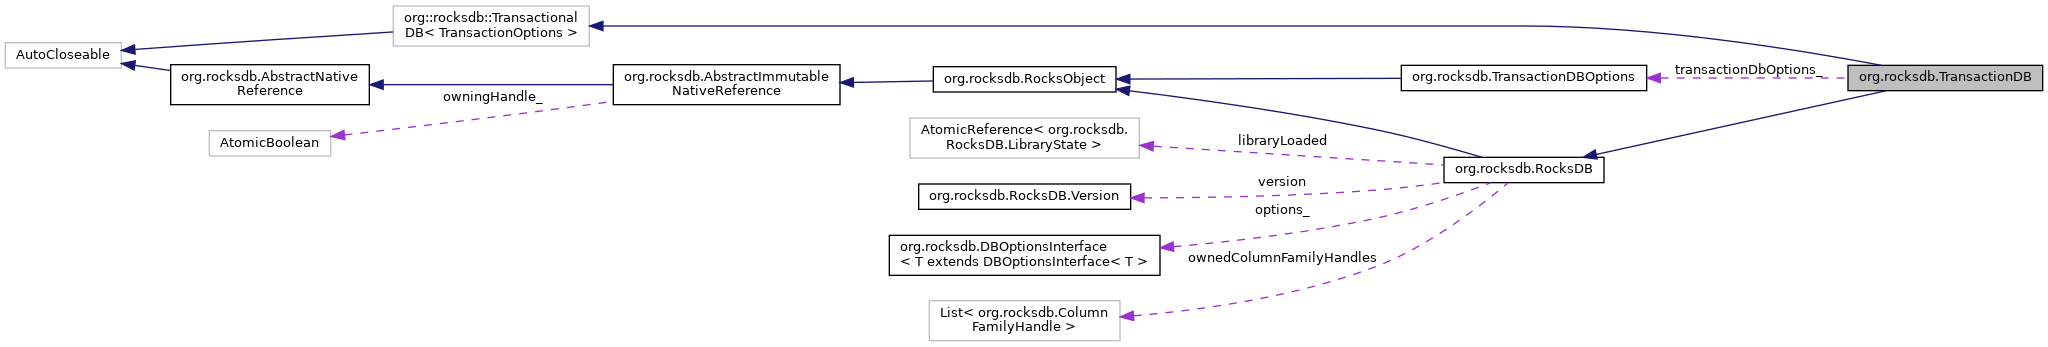 org::rocksdb::Transactional
DB< TransactionOptions >
AutoCloseable
org.rocksdb.AbstractNative
Reference
owningHandle_
AtomicBoolean
org.rocksdb.AbstractImmutable
NativeReference
org.rocksdb.RocksObject
org.rocksdb.TransactionDBOptions
transactionDbOptions_
org.rocksdb.TransactionDB
AtomicReference< org.rocksdb.
RocksDB.LibraryState >
libraryLoaded
org.rocksdb.RocksDB
version
org.rocksdb.RocksDB.Version
options_
org.rocksdb.DBOptionsInterface
< T extends DBOptionsInterface< T >
ownedColumnFamilyHandles
List< org.rocksdb.Column
FamilyHandle >